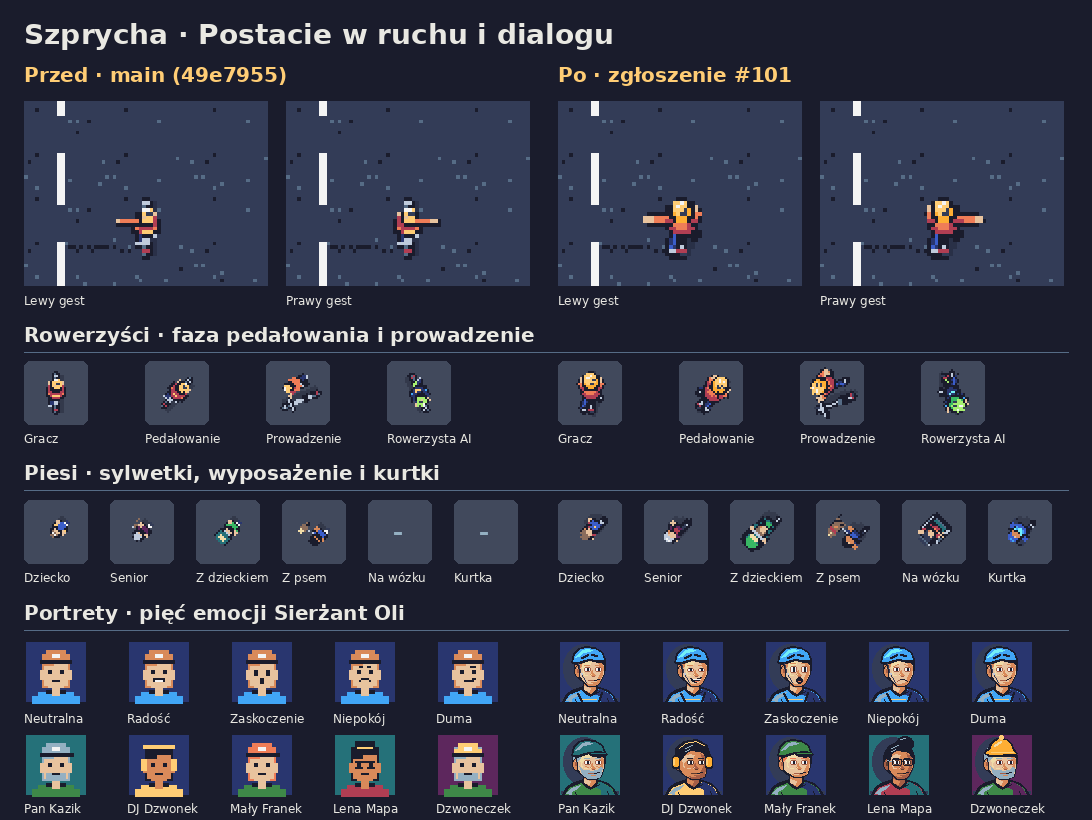 Szprycha · Postacie w ruchu i dialogu
Przed · main (49e7955)
Po · zgłoszenie #101
Lewy gest
Prawy gest
Lewy gest
Prawy gest
Rowerzyści · faza pedałowania i prowadzenie
Gracz
Pedałowanie
Prowadzenie
Rowerzysta AI
Gracz
Pedałowanie
Prowadzenie
Rowerzysta AI
Piesi · sylwetki, wyposażenie i kurtki
Dziecko
Senior
Z dzieckiem
Z psem
Na wózku
Kurtka
Dziecko
Senior
Z dzieckiem
Z psem
Na wózku
Kurtka
Portrety · pięć emocji Sierżant Oli
Neutralna
Radość
Zaskoczenie
Niepokój
Duma
Neutralna
Radość
Zaskoczenie
Niepokój
Duma
Pan Kazik
DJ Dzwonek
Mały Franek
Lena Mapa
Dzwoneczek
Pan Kazik
DJ Dzwonek
Mały Franek
Lena Mapa
Dzwoneczek